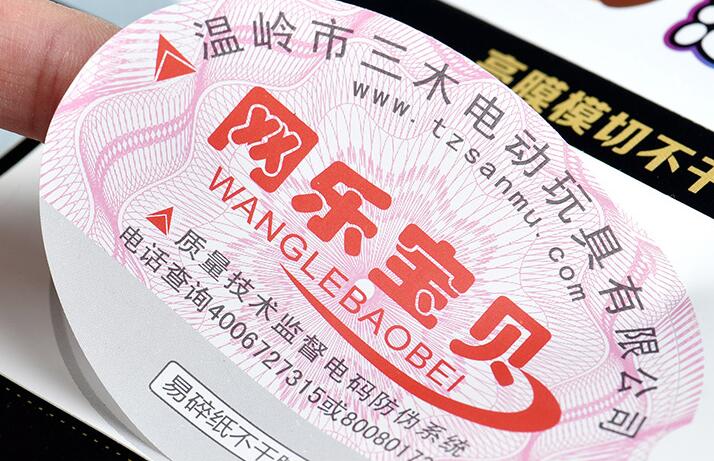 温岭市三木电动玩具有限公司
www.tzsanmu.com
网乐宝贝
WANGLEBAOBEI
质量技术监督电码防伪系统
电话查询4006727315或8008017
易碎纸不干
高膜模切不干